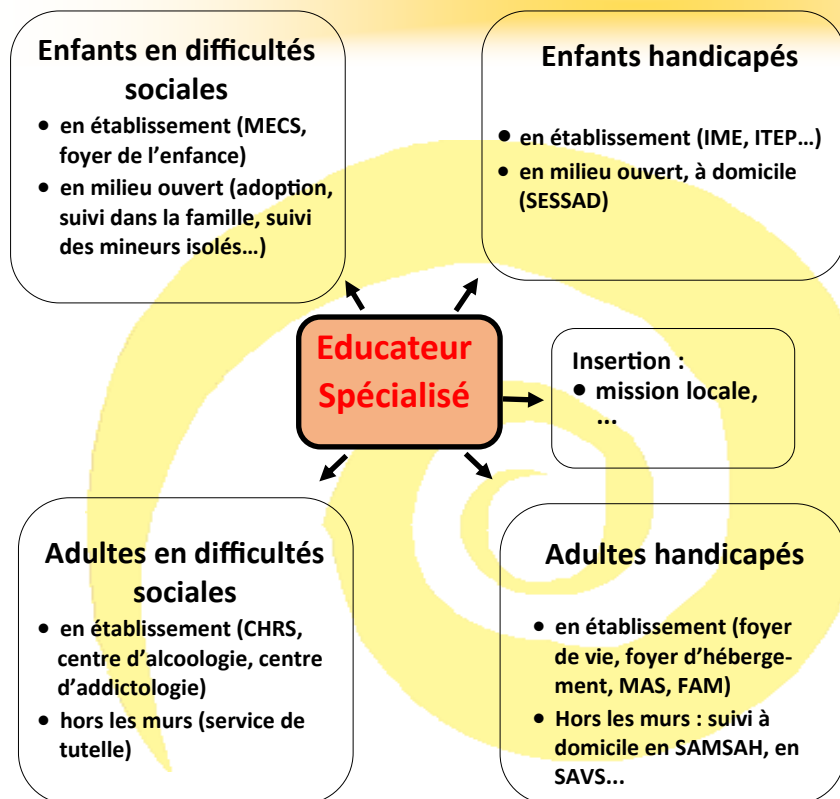 Enfants en difficultés
sociales
• en établissement (MECS,
foyer de l'enfance)
• en milieu ouvert (adoption,
suivi dans la famille, suivi
des mineurs isolés...)
Enfants handicapés
• en établissement (IME, ITEP...)
• en milieu ouvert, à domicile
(SESSAD)
Educateur
Spécialisé
Insertion :
• mission locale,
...
Adultes en difficultés
sociales
• en établissement (CHRS,
centre d'alcoologie, centre
d'addictologie)
• hors les murs (service de
tutelle)
Adultes handicapés
• en établissement (foyer
de vie, foyer d'héberge-
ment, MAS, FAM)
• Hors les murs : suivi à
domicile en SAMSAH, en
SAVS...